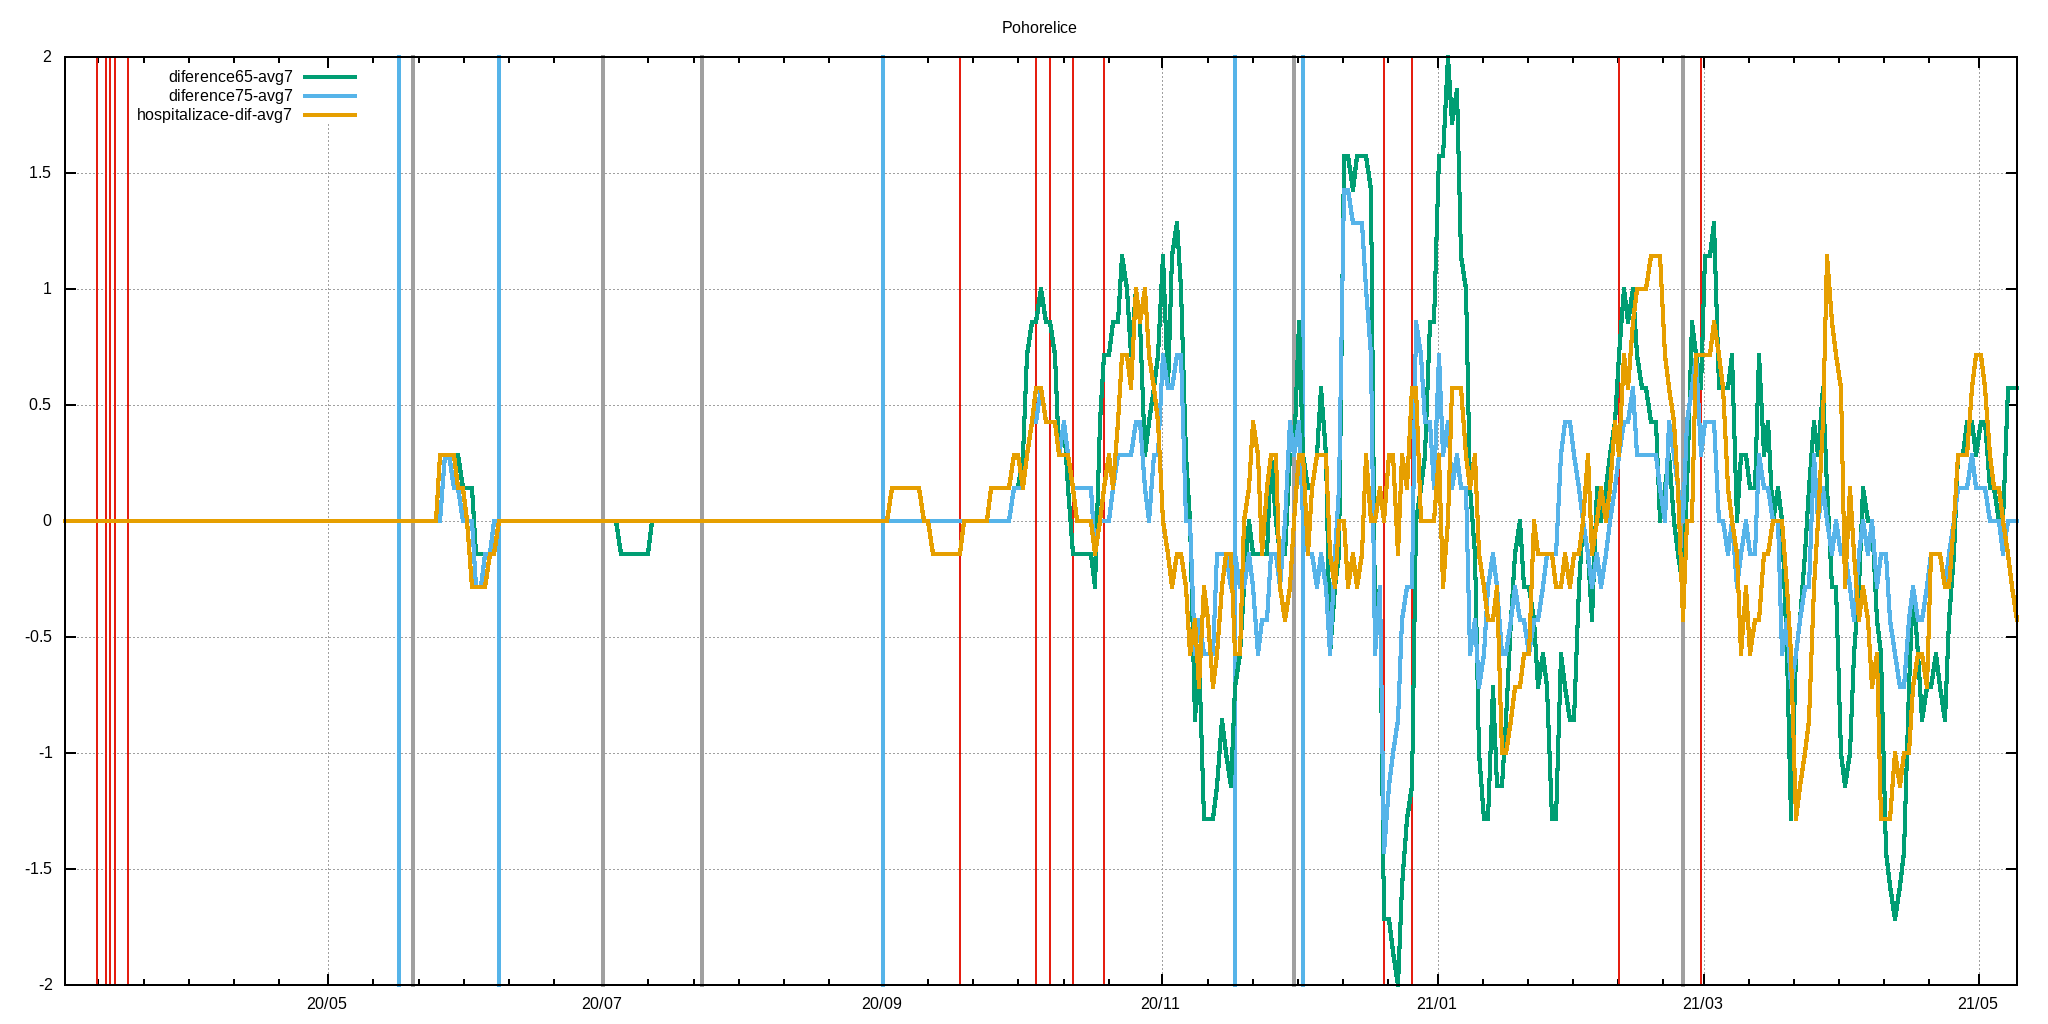 Pohorelice
diference65-avg7
diference75-avg7
hospitalizace-dif-avg7
2
1.5
1
0.5
0
-0.5
-1
-1.5
-2
20/05 20/07 20/09 20/11 21/01 21/03 21/05